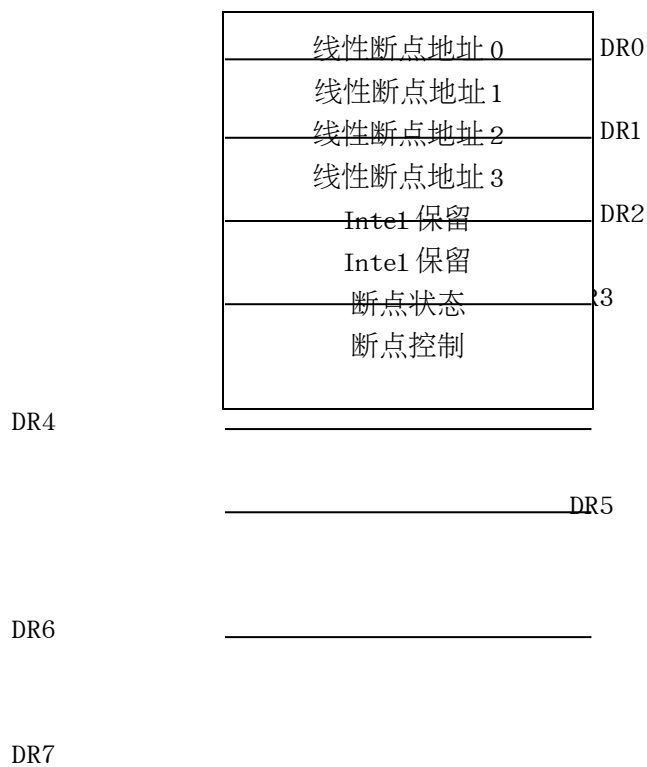 线性断点地址 0 DR0
线性断点地址 1
线性断点地址 2 DR1
线性断点地址 3
Intel 保留 DR2
Intel 保留
断点状态 R3
断点控制
DR4
DR5
DR6
DR7